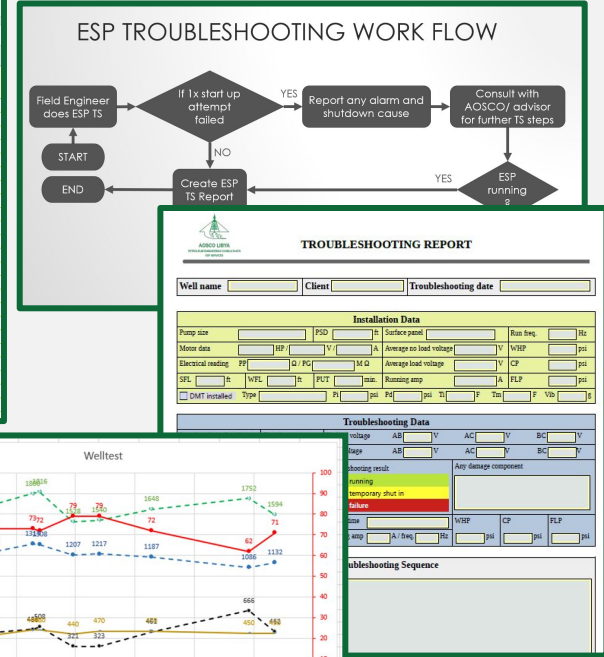 ESP TROUBLESHOOTING WORK FLOW
Field Engineer
does ESP TS
If 1x start up
attempt
failed
YES
Report any alarm and
shutdown cause
Consult with
AOSCO/ advisor
for further TS steps
START
NO
END
Create ESP
TS Report
YES
ESP
running
?
AOSCO LIBYA
TROUBLESHOOTING REPORT
Well name
Client
Troubleshooting date
Installation Data
Pump size PSD ft Surface panel Run freq. Hz
Motor data HP / V / A Average no load voltage V WHP psi
Electrical reading PP Ω / PG M Ω Average load voltage V CP psi
SFL ft WFL ft PUT min. Running amp A FLP psi
DMT installed Type Pi psi Pd psi Ti F Tm F Vib g
Troubleshooting Data
voltage AB V AC V BC V
ltage AB V AC V BC V
hooting result Any damage component
running
temporary shut in
failure
time WHP CP FLP
amp A / freq. Hz psi psi psi
ubleshooting Sequence
Welltest
1816
1540
1648
1752
1594
72
79
79
72
62
71
1207
1217
1187
1086
1132
508
440
470
450
666
321
323
100
90
80
70
60
50
40
30
20